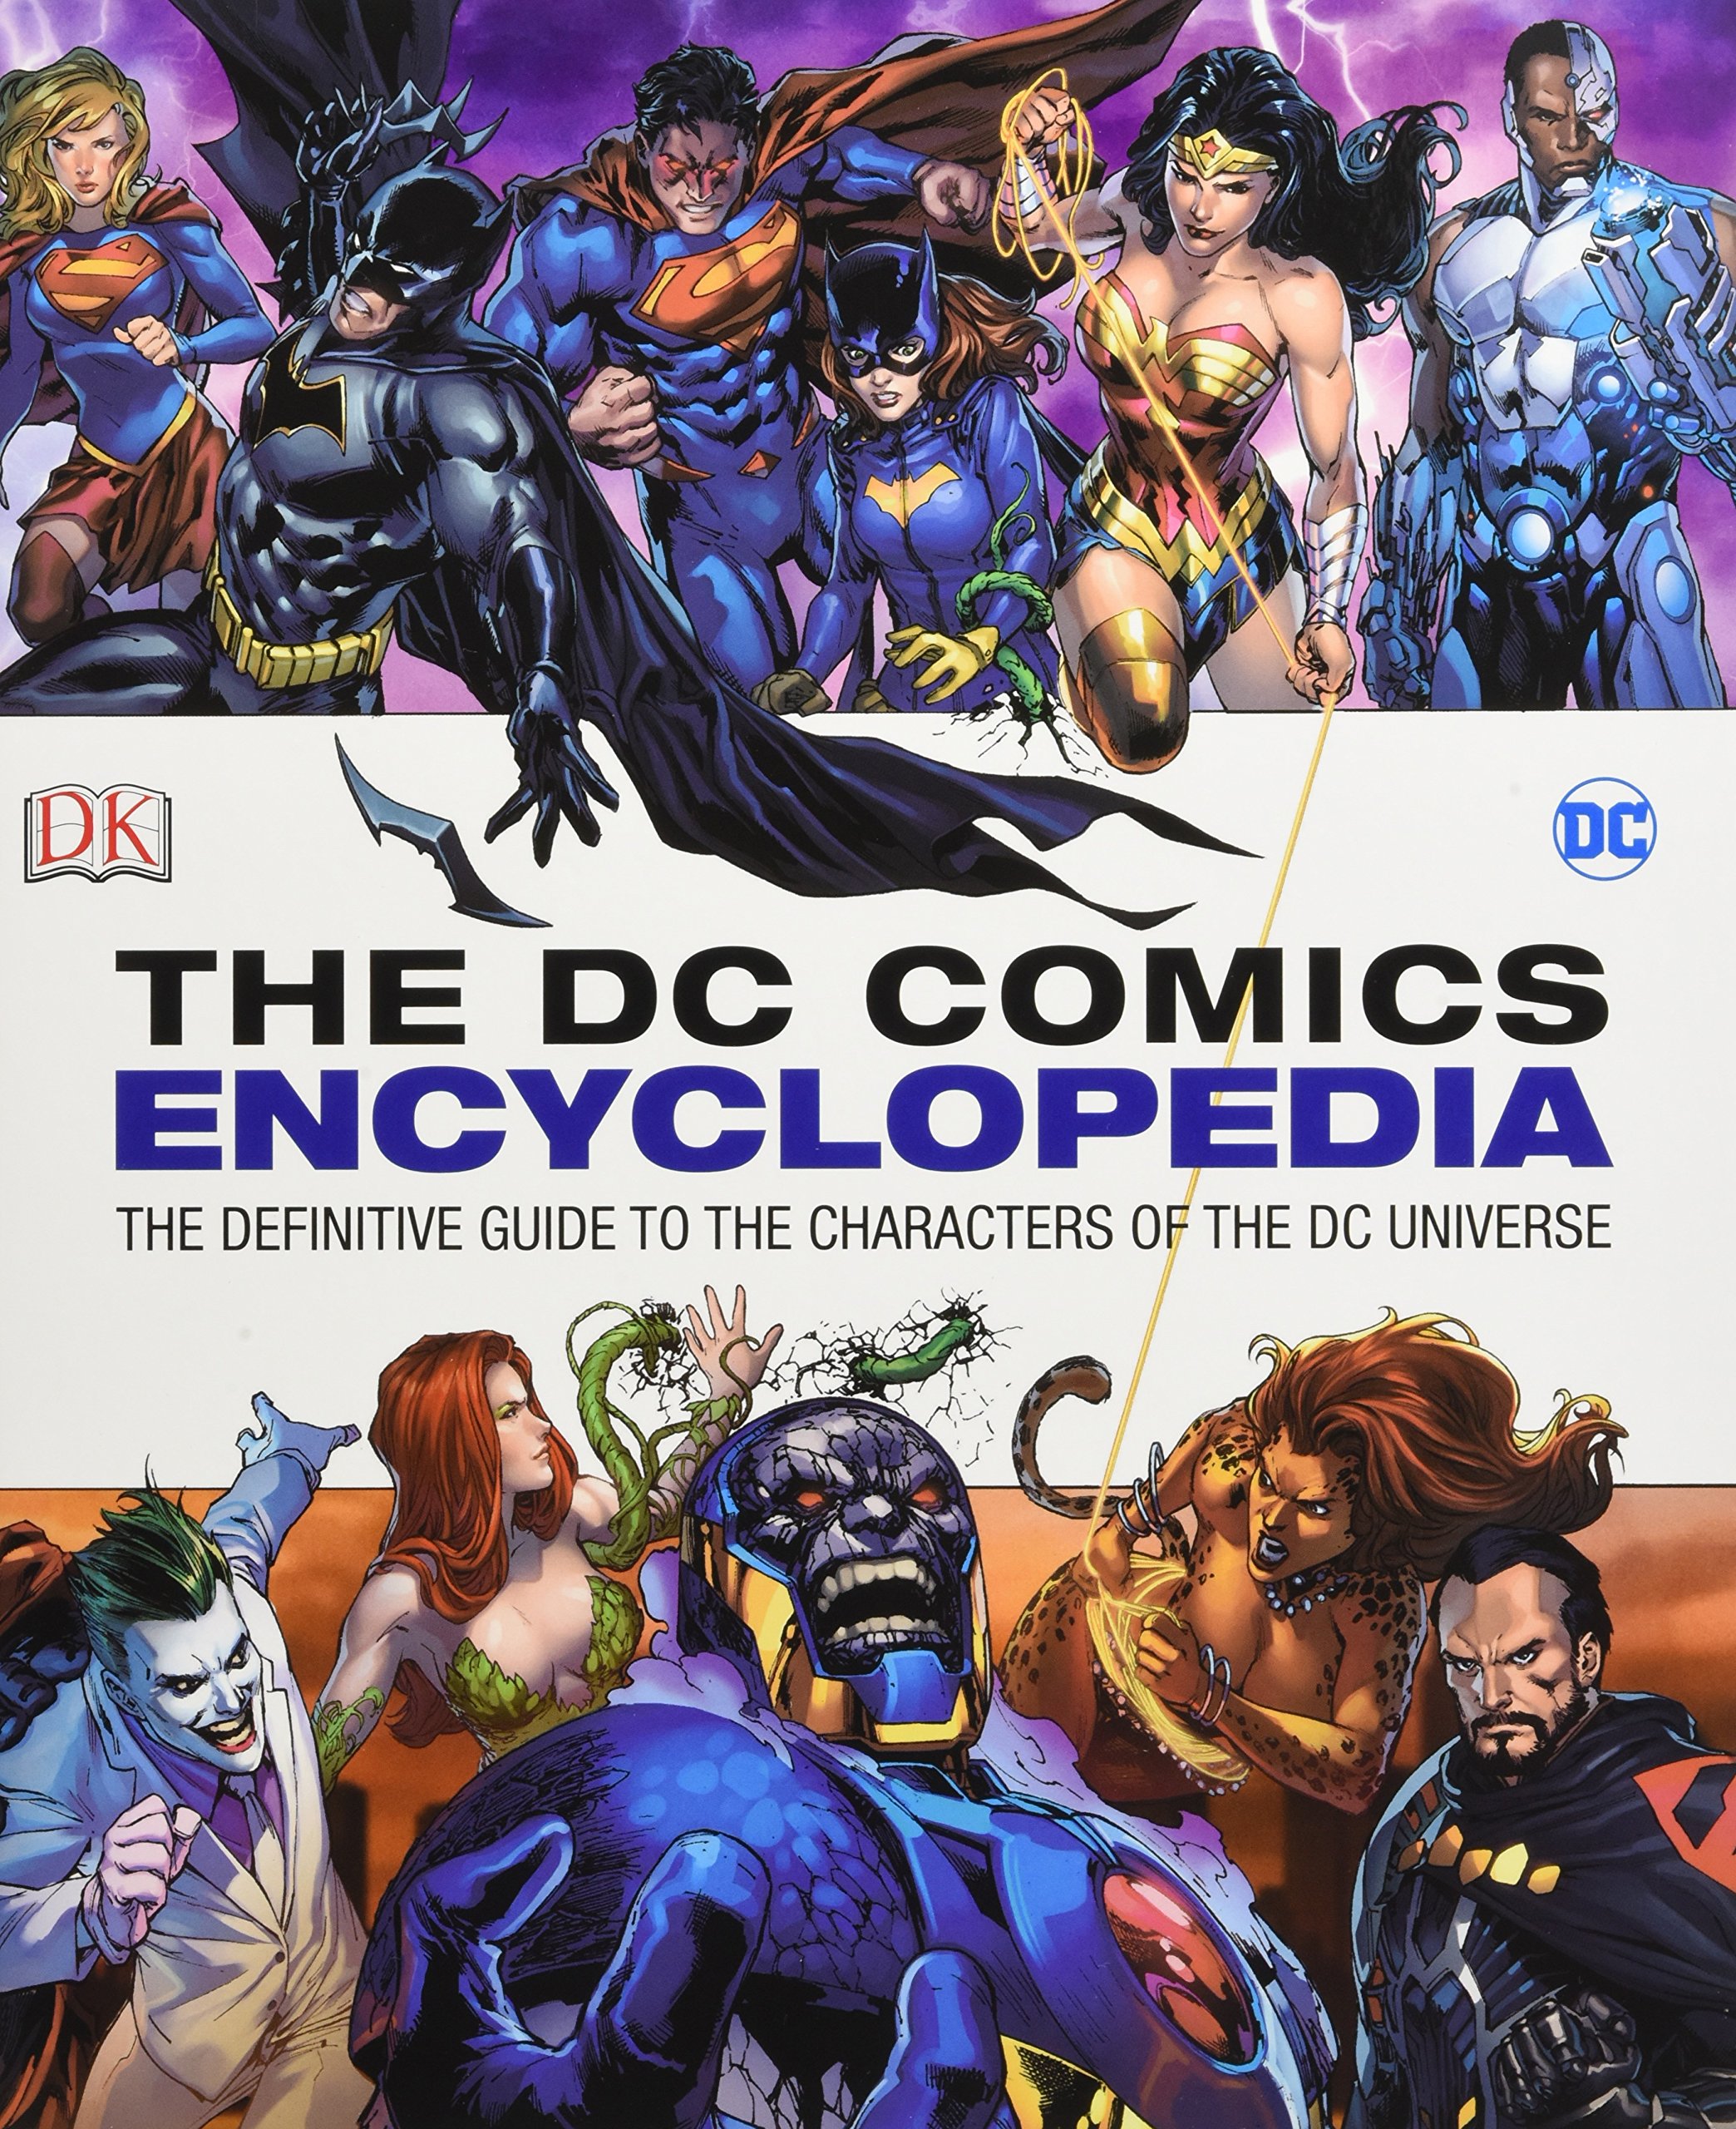 DK
DC
THE DC COMICS
ENCYCLOPEDIA
THE DEFINITIVE GUIDE TO THE CHARACTERS OF THE DC UNIVERSE